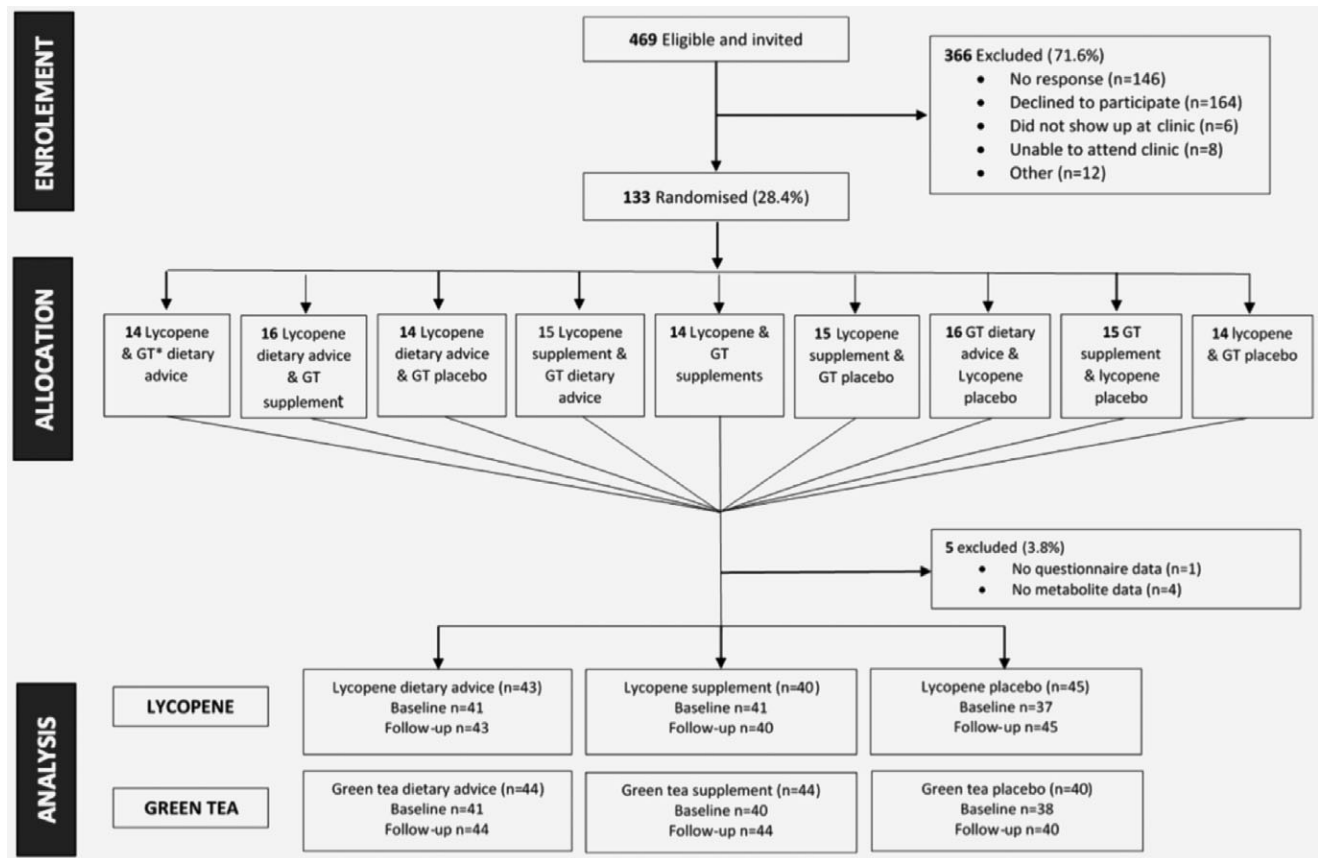 ENROLEMENT
469 Eligible and invited
366 Excluded (71.6%)
• No response (n=146)
• Declined to participate (n=164)
• Did not show up at clinic (n=6)
• Unable to attend clinic (n=8)
• Other (n=12)
133 Randomised (28.4%)
ALLOCATION
14 Lycopene
& GT* dietary
advice
16 Lycopene
dietary advice
& GT
supplement
14 Lycopene
dietary advice
& GT placebo
15 Lycopene
supplement &
GT dietary
advice
14 Lycopene &
GT
supplements
15 Lycopene
supplement &
GT placebo
16 GT dietary
advice &
Lycopene
placebo
15 GT
supplement
& lycopene
placebo
14 lycopene
& GT placebo
5 excluded (3.8%)
• No questionnaire data (n=1)
• No metabolite data (n=4)
ANALYSIS
LYCOPENE
Lycopene dietary advice (n=43)
Baseline n=41
Follow-up n=43
Lycopene supplement (n=40)
Baseline n=41
Follow-up n=40
Lycopene placebo (n=45)
Baseline n=37
Follow-up n=45
GREEN TEA
Green tea dietary advice (n=44)
Baseline n=41
Follow-up n=44
Green tea supplement (n=44)
Baseline n=40
Follow-up n=44
Green tea placebo (n=40)
Baseline n=38
Follow-up n=40